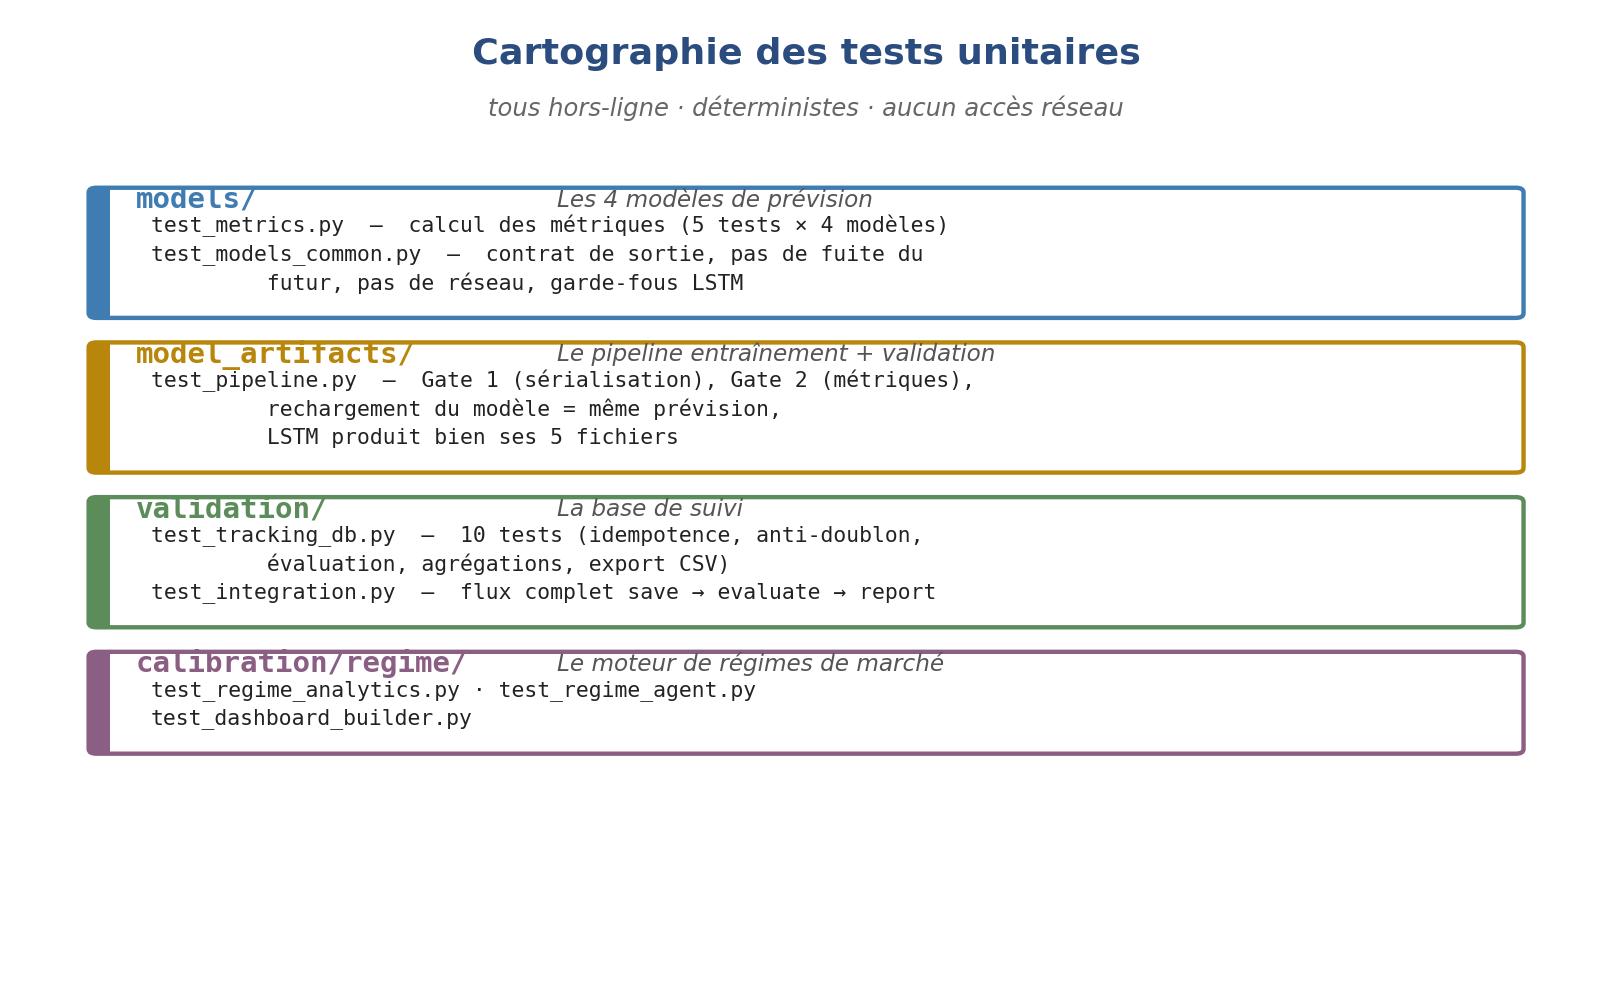 Cartographie des tests unitaires
tous hors-ligne · déterministes · aucun accès réseau
models/ Les 4 modèles de prévision
test_metrics.py — calcul des métriques (5 tests × 4 modèles)
test_models_common.py — contrat de sortie, pas de fuite du
futur, pas de réseau, garde-fous LSTM
model_artifacts/ Le pipeline entraînement + validation
test_pipeline.py — Gate 1 (sérialisation), Gate 2 (métriques),
rechargement du modèle = même prévision,
LSTM produit bien ses 5 fichiers
validation/ La base de suivi
test_tracking_db.py — 10 tests (idempotence, anti-doublon,
évaluation, agrégations, export CSV)
test_integration.py — flux complet save → evaluate → report
calibration/regime/ Le moteur de régimes de marché
test_regime_analytics.py · test_regime_agent.py
test_dashboard_builder.py